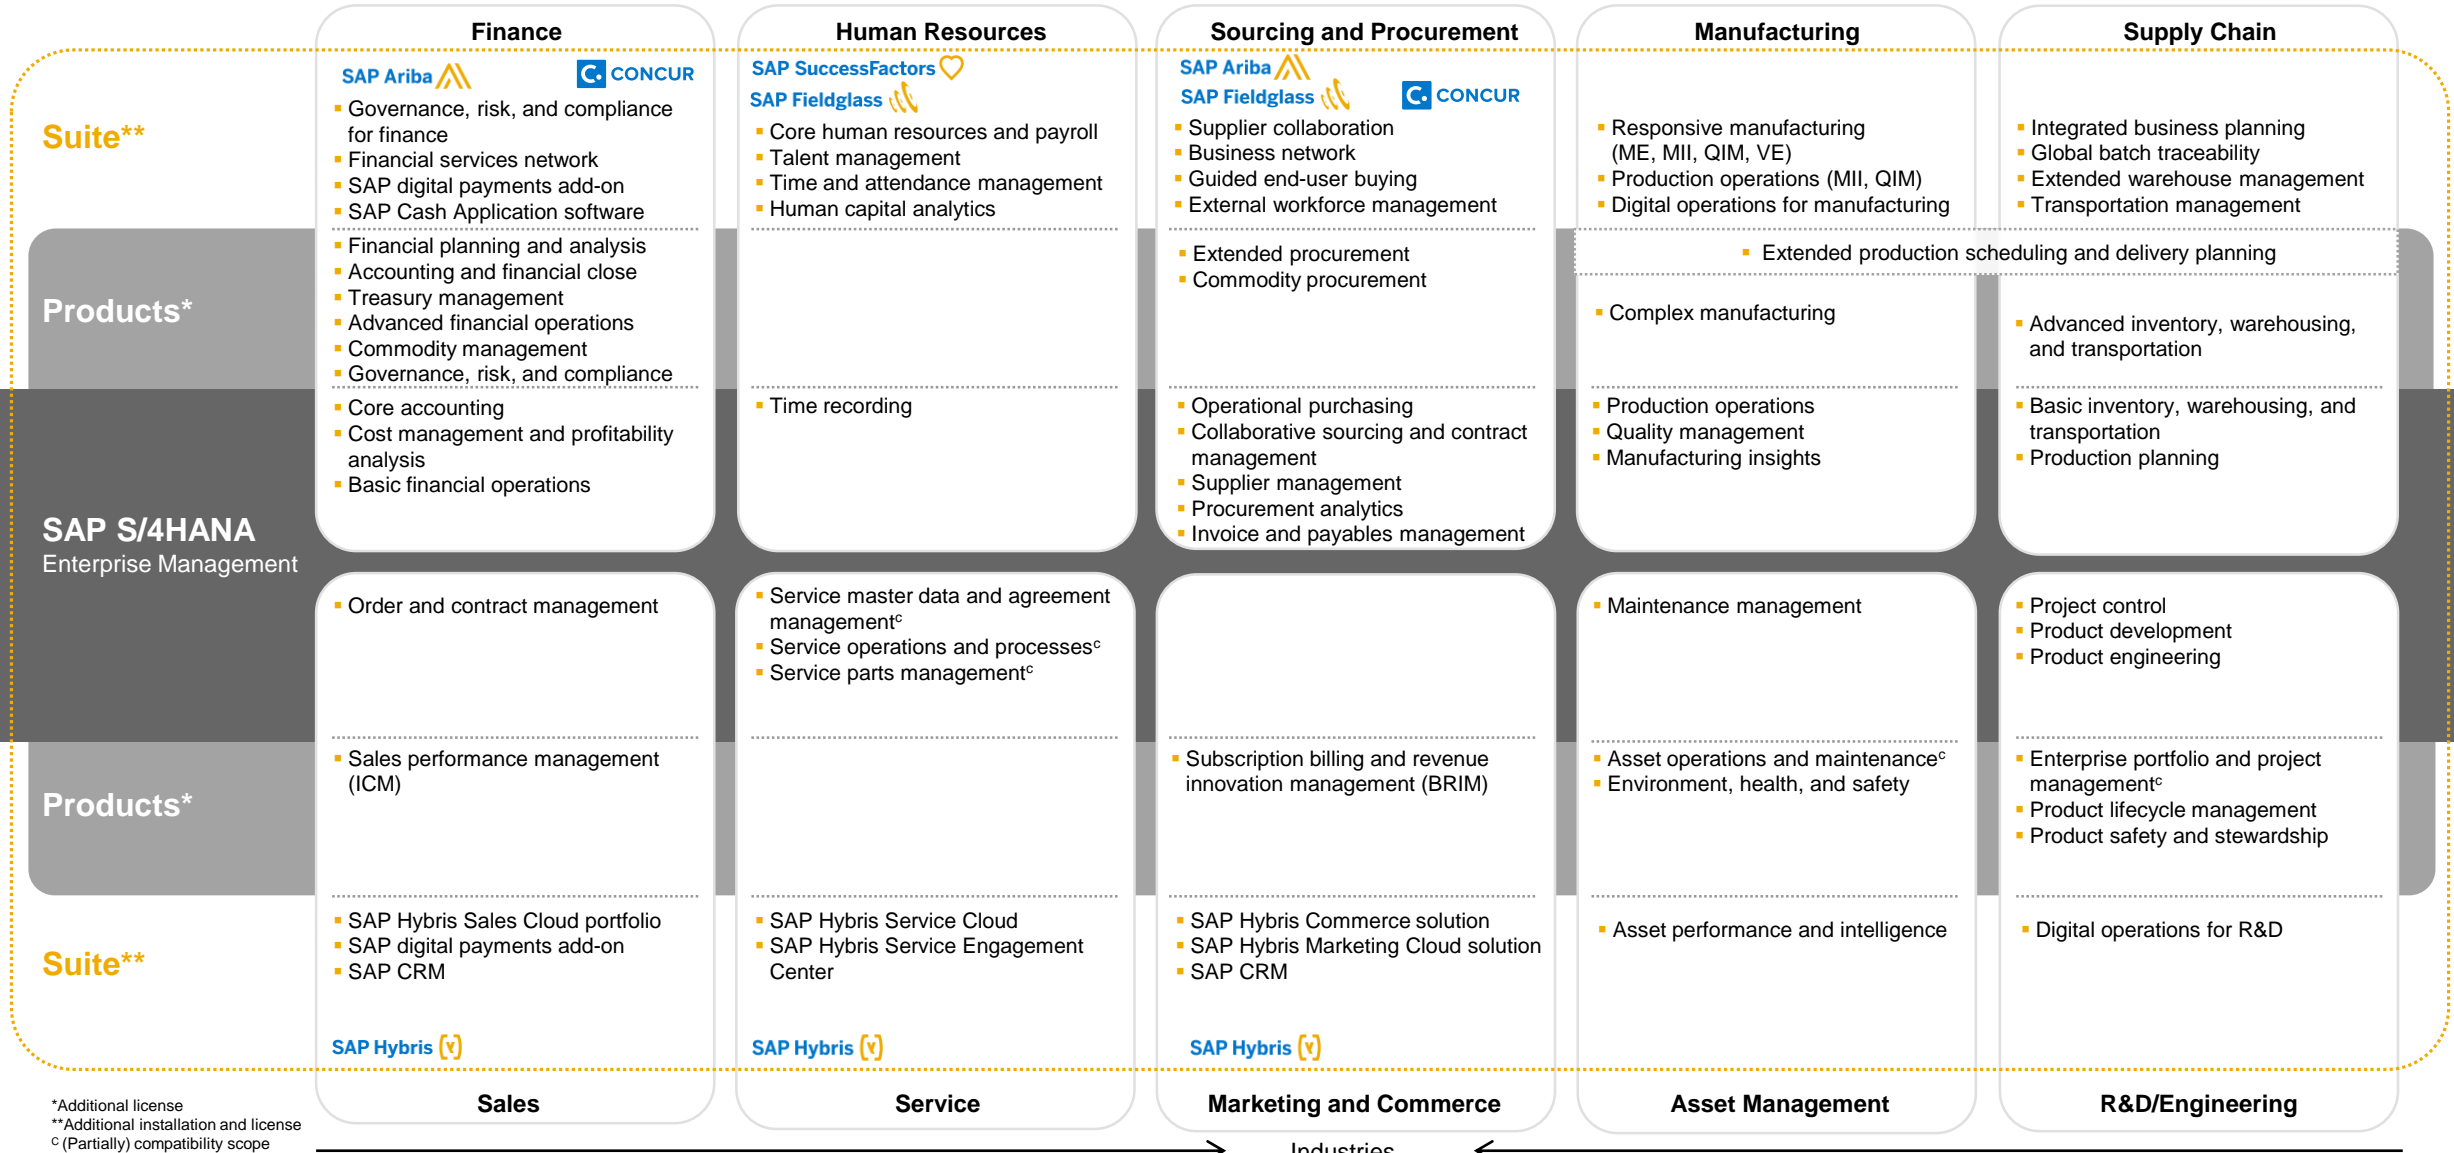 Finance
SAP Ariba
CONCUR
Governance, risk, and compliance
for finance
Financial services network
SAP digital payments add-on
SAP Cash Application software
Financial planning and analysis
Accounting and financial close
Treasury management
Advanced financial operations
Commodity management
Governance, risk, and compliance
Core accounting
Cost management and profitability
analysis
Basic financial operations
Human Resources
SAP SuccessFactors
SAP Fieldglass
Core human resources and payroll
Talent management
Time and attendance management
Human capital analytics
Time recording
Sourcing and Procurement
SAP Ariba
SAP Fieldglass
CONCUR
Supplier collaboration
Business network
Guided end-user buying
External workforce management
Extended procurement
Commodity procurement
Operational purchasing
Collaborative sourcing and contract
management
Supplier management
Procurement analytics
Invoice and payables management
Manufacturing
Responsive manufacturing
(ME, MII, QIM, VE)
Production operations (MII, QIM)
Digital operations for manufacturing
Extended production scheduling and delivery planning
Complex manufacturing
Production operations
Quality management
Manufacturing insights
Supply Chain
Integrated business planning
Global batch traceability
Extended warehouse management
Transportation management
Advanced inventory, warehousing,
and transportation
Basic inventory, warehousing, and
transportation
Production planning
Suite**
Products*
SAP S/4HANA
Enterprise Management
Products*
Suite**
Order and contract management
Sales performance management
(ICM)
SAP Hybris Sales Cloud portfolio
SAP digital payments add-on
SAP CRM
SAP Hybris
Sales
Service master data and agreement
managementᶜ
Service operations and processesᶜ
Service parts managementᶜ
SAP Hybris Service Cloud
SAP Hybris Service Engagement
Center
SAP Hybris
Service
Subscription billing and revenue
innovation management (BRIM)
SAP Hybris Commerce solution
SAP Hybris Marketing Cloud solution
SAP CRM
SAP Hybris
Marketing and Commerce
Maintenance management
Asset operations and maintenanceᶜ
Environment, health, and safety
Asset performance and intelligence
Asset Management
Project control
Product development
Product engineering
Enterprise portfolio and project
managementᶜ
Product lifecycle management
Product safety and stewardship
Digital operations for R&D
R&D/Engineering
*Additional license
**Additional installation and license
ᶜ (Partially) compatibility scope
Industries